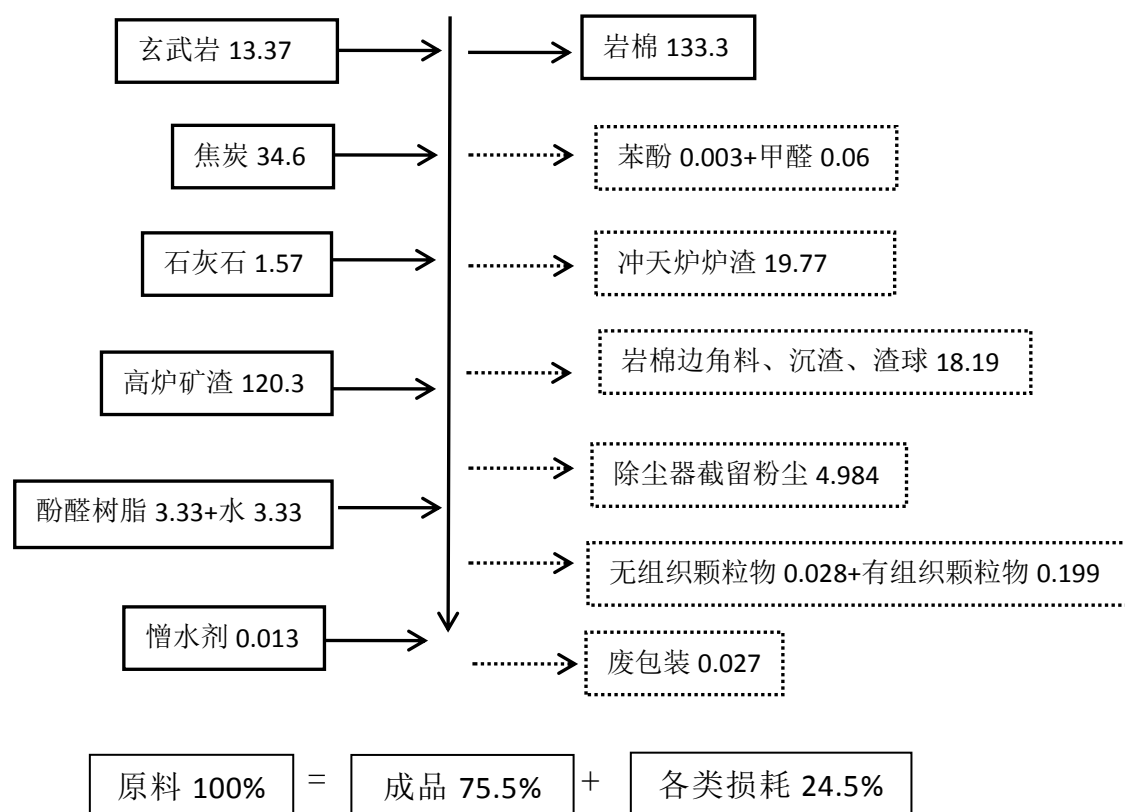 玄武岩 13.37
岩棉 133.3
焦炭 34.6
苯酚 0.003+甲醛 0.06
石灰石 1.57
冲天炉炉渣 19.77
高炉矿渣 120.3
岩棉边角料、沉渣、渣球 18.19
酚醛树脂 3.33+水 3.33
除尘器截留粉尘 4.984
无组织颗粒物 0.028+有组织颗粒物 0.199
憎水剂 0.013
废包装 0.027
原料 100% = 成品 75.5% + 各类损耗 24.5%